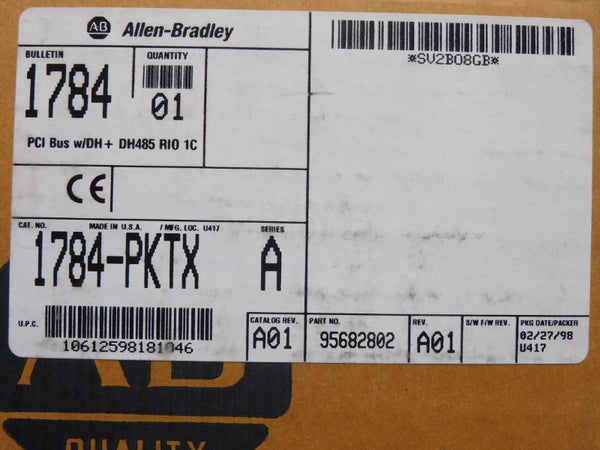 AB Allen-Bradley
*SV2B08GB*
BULLETIN
1784
QUANTITY
01
PCI Bus w/DH+ DH485 RIO 1C
CE
CAT. NO. MADE IN U.S.A. / MFG. LOC. U417
1784-PKTX
SERIES
A
U.P.C.
10612598181046
CATALOG REV.
A01
PART NO.
95682802
REV.
A01
S/W F/W REV.
PKG DATE/PACKER
02/27/98
U417
AB
QUALITY